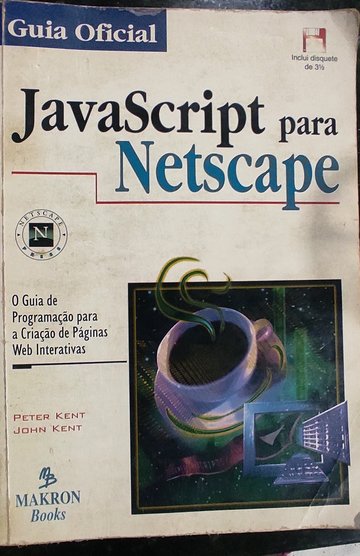 Guia Oficial
Inclui disquete
de 3½
JavaScript para
Netscape
NETSCAPE
N
PRESS
O Guia de
Programação para
a Criação de Páginas
Web Interativas
PETER KENT
JOHN KENT
MB
MAKRON
Books